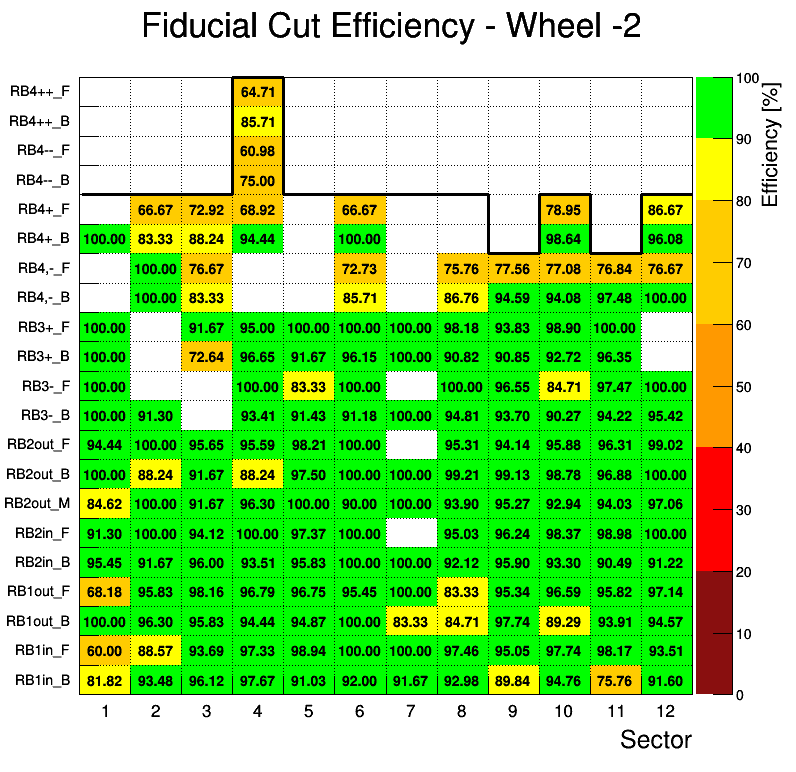 Fiducial Cut Efficiency - Wheel -2
RB4++_F 64.71
RB4++_B 85.71
RB4--_F 60.98
RB4--_B 75.00
RB4+_F 66.67 72.92 68.92 66.67 78.95 86.67
RB4+_B 100.00 83.33 88.24 94.44 100.00 98.64 96.08
RB4,-_F 100.00 76.67 72.73 75.76 77.56 77.08 76.84 76.67
RB4,-_B 100.00 83.33 85.71 86.76 94.59 94.08 97.48 100.00
RB3+_F 100.00 91.67 95.00 100.00 100.00 100.00 98.18 93.83 98.90 100.00
RB3+_B 100.00 72.64 96.65 91.67 96.15 100.00 90.82 90.85 92.72 96.35
RB3-_F 100.00 100.00 83.33 100.00 100.00 96.55 84.71 97.47 100.00
RB3-_B 100.00 91.30 93.41 91.43 91.18 100.00 94.81 93.70 90.27 94.22 95.42
RB2out_F 94.44 100.00 95.65 95.59 98.21 100.00 95.31 94.14 95.88 96.31 99.02
RB2out_B 100.00 88.24 91.67 88.24 97.50 100.00 100.00 99.21 99.13 98.78 96.88 100.00
RB2out_M 84.62 100.00 91.67 96.30 100.00 90.00 100.00 93.90 95.27 92.94 94.03 97.06
RB2in_F 91.30 100.00 94.12 100.00 97.37 100.00 95.03 96.24 98.37 98.98 100.00
RB2in_B 95.45 91.67 96.00 93.51 95.83 100.00 100.00 92.12 95.90 93.30 90.49 91.22
RB1out_F 68.18 95.83 98.16 96.79 96.75 95.45 100.00 83.33 95.34 96.59 95.82 97.14
RB1out_B 100.00 96.30 95.83 94.44 94.87 100.00 83.33 84.71 97.74 89.29 93.91 94.57
RB1in_F 60.00 88.57 93.69 97.33 98.94 100.00 100.00 97.46 95.05 97.74 98.17 93.51
RB1in_B 81.82 93.48 96.12 97.67 91.03 92.00 91.67 92.98 89.84 94.76 75.76 91.60
1 2 3 4 5 6 7 8 9 10 11 12
Sector
100
90
80
70
60
50
40
30
20
10
0
Efficiency [%]